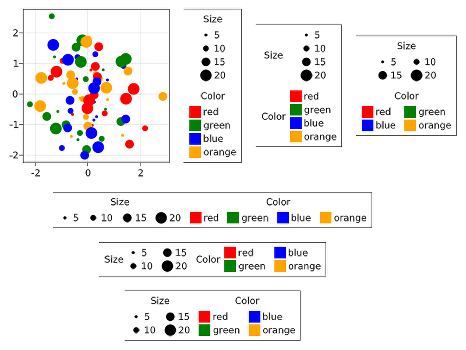 2
1
0
-1
-2
-2
0
2
Size
5
10
15
20
Color
red
green
blue
orange
Size
5
10
15
20
Color
red
green
blue
orange
5 10
15 20
red green
blue orange
Size Color
5 10 15 20 red green blue orange
Size 5 15 Color red blue
10 20 green orange
Size Color
5 15 red blue
10 20 green orange